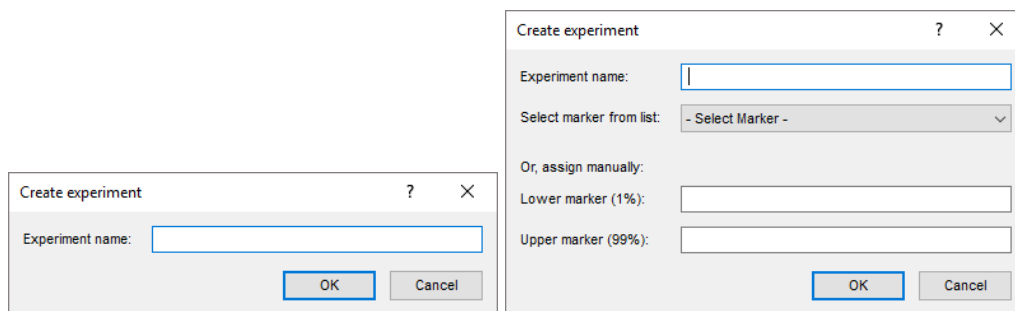 Create experiment ?
Experiment name:
OK Cancel
Create experiment ?
Experiment name:
Select marker from list: - Select Marker -
Or, assign manually:
Lower marker (1%):
Upper marker (99%):
OK Cancel